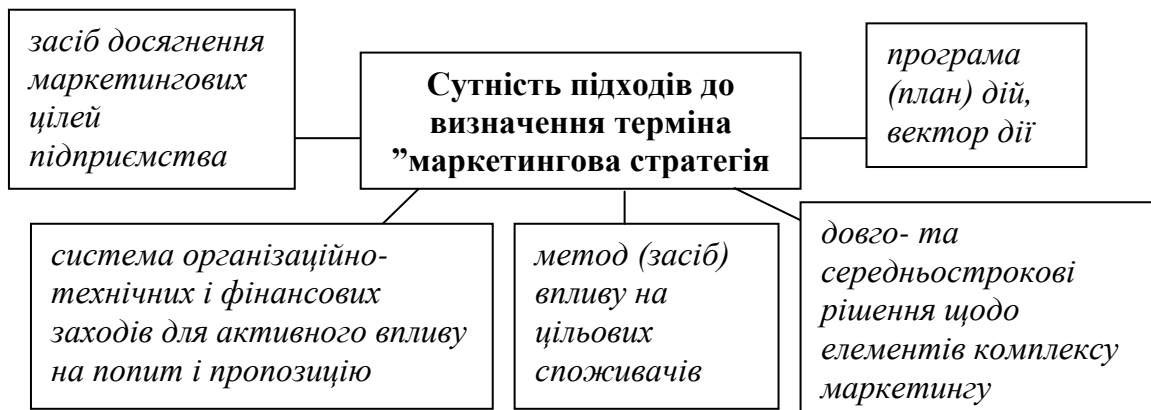 засіб досягнення
маркетингових
цілей
підприємства
Сутність підходів до
визначення терміна
”маркетингова стратегія
програма
(план) дій,
вектор дії
система організаційно-
технічних і фінансових
заходів для активного впливу
на попит і пропозицію
метод (засіб)
впливу на
цільових
споживачів
довго- та
середньострокові
рішення щодо
елементів комплексу
маркетингу